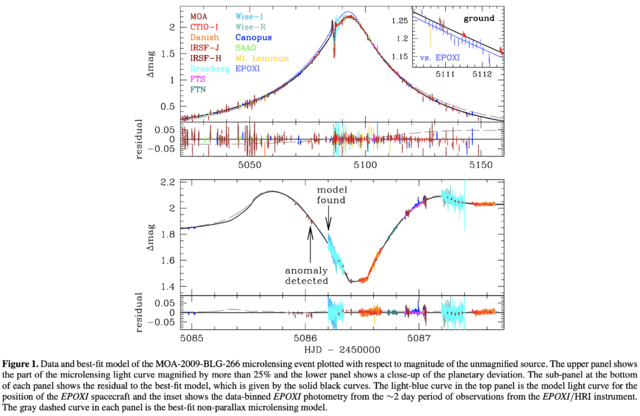 MOA Wise-I
CTIO-I Wise-R
Danish Canopus
IRSF-J SAAO
IRSF-H Mt. Lemmon
Bronberg EPOXI
FTS
FTN
ground
vs. EPOXI
1.25
1.2
1.15
5111 5112
Δmag
2
1.5
1
0.5
residual
0.05
0
-0.05
5050 5100 5150
Δmag
2.2
2
1.8
1.6
1.4
model
found
anomaly
detected
residual
0.05
0
-0.05
5085 5086 5087
HJD - 2450000
Figure 1. Data and best-fit model of the MOA-2009-BLG-266 microlensing event plotted with respect to magnitude of the unmagnified source. The upper panel shows
the part of the microlensing light curve magnified by more than 25% and the lower panel shows a close-up of the planetary deviation. The sub-panel at the bottom
of each panel shows the residual to the best-fit model, which is given by the solid black curves. The light-blue curve in the top panel is the model light curve for the
position of the EPOXI spacecraft and the inset shows the data-binned EPOXI photometry from the ∼2 day period of observations from the EPOXI/HRI instrument.
The gray dashed curve in each panel is the best-fit non-parallax microlensing model.